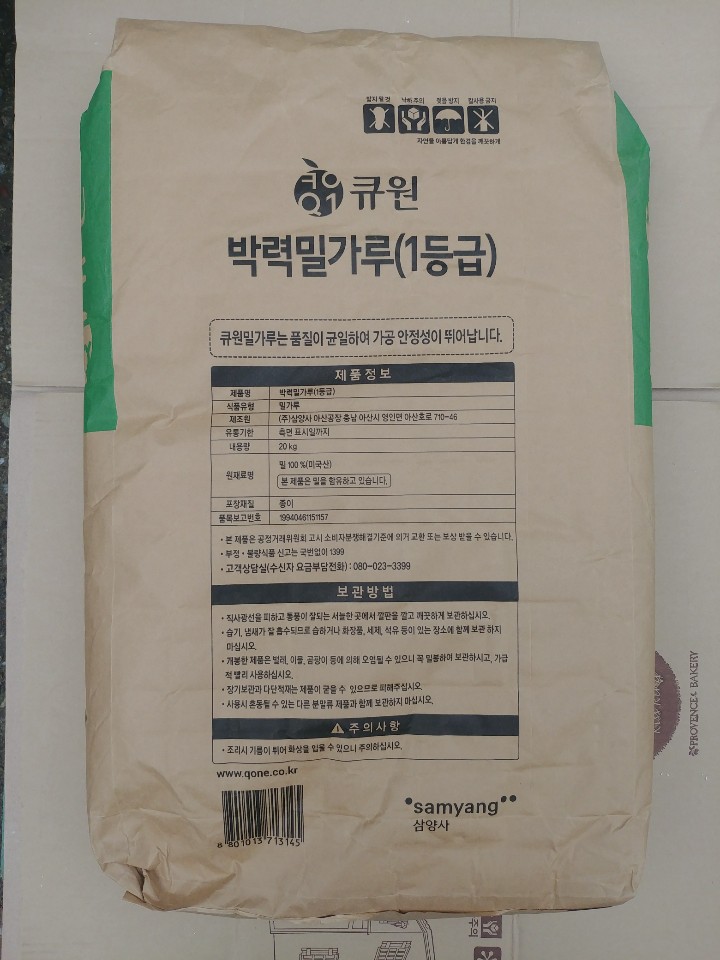 밟지 말 것 낙하 주의 젖음 방지 갈사용 금지
자연을 아름답게 환경을 깨끗하게
큐원
Q1 큐원
박력밀가루(1등급)
큐원밀가루는 품질이 균일하여 가공 안정성이 뛰어납니다.
제품정보
제품명 박력밀가루(1등급)
식품유형 밀가루
제조원 (주)삼양사 아산공장 충남 아산시 영인면 아산호로 710-46
유통기한 측면 표시일까지
내용량 20 kg
원재료명 밀 100 %(미국산)
본 제품은 밀을 함유하고 있습니다.
포장재질 종이
품목보고번호 19940461151157
· 본 제품은 공정거래위원회 고시 소비자분쟁해결기준에 의거 교환 또는 보상 받을 수 있습니다.
· 부정 · 불량식품 신고는 국번없이 1399
· 고객상담실(수신자 요금부담전화) : 080-023-3399
보관방법
· 직사광선을 피하고 통풍이 잘되는 서늘한 곳에서 깔판을 깔고 깨끗하게 보관하십시오.
· 습기, 냄새가 잘 흡수되므로 습하거나 화장품, 세제, 석유 등이 있는 장소에 함께 보관 하지
마십시오.
· 개봉한 제품은 벌레, 이물, 곰팡이 등에 의해 오염될 수 있으니 꼭 밀봉하여 보관하시고, 가급
적 빨리 사용하십시오.
· 장기보관과 다단적재는 제품이 굳을 수 있으므로 피해주십시오.
· 사용시 혼동될 수 있는 다른 분말류 제품과 함께 보관하지 마십시오.
주의사항
· 조리시 기름이 튀어 화상을 입을 수 있으니 주의하십시오.
www.qone.co.kr
8 801013 713145
samyang
삼양사
PROVENCE BAKERY
주의